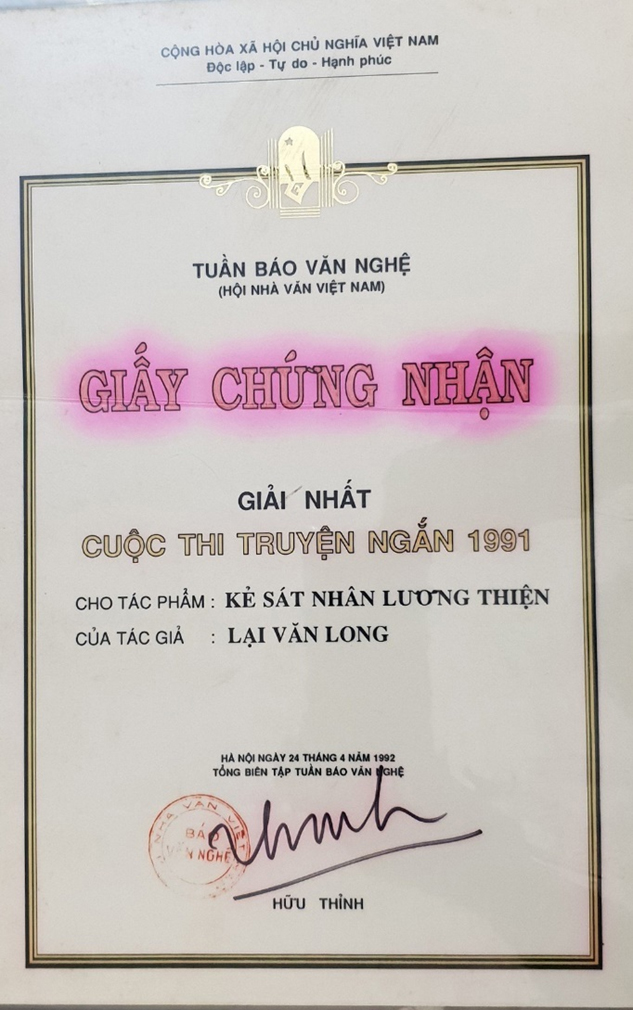 CỘNG HÒA XÃ HỘI CHỦ NGHĨA VIỆT NAM
Độc lập - Tự do - Hạnh phúc
TUẦN BÁO VĂN NGHỆ
(HỘI NHÀ VĂN VIỆT NAM)
GIẤY CHỨNG NHẬN
GIẢI NHẤT
CUỘC THI TRUYỆN NGẮN 1991
CHO TÁC PHẨM : KẺ SÁT NHÂN LƯƠNG THIỆN
CỦA TÁC GIẢ : LẠI VĂN LONG
HÀ NỘI NGÀY 24 THÁNG 4 NĂM 1992
TỔNG BIÊN TẬP TUẦN BÁO VĂN NGHỆ
NHÀ VĂN VIỆT
BÁO
VĂN NGHỆ
HỮU THỈNH